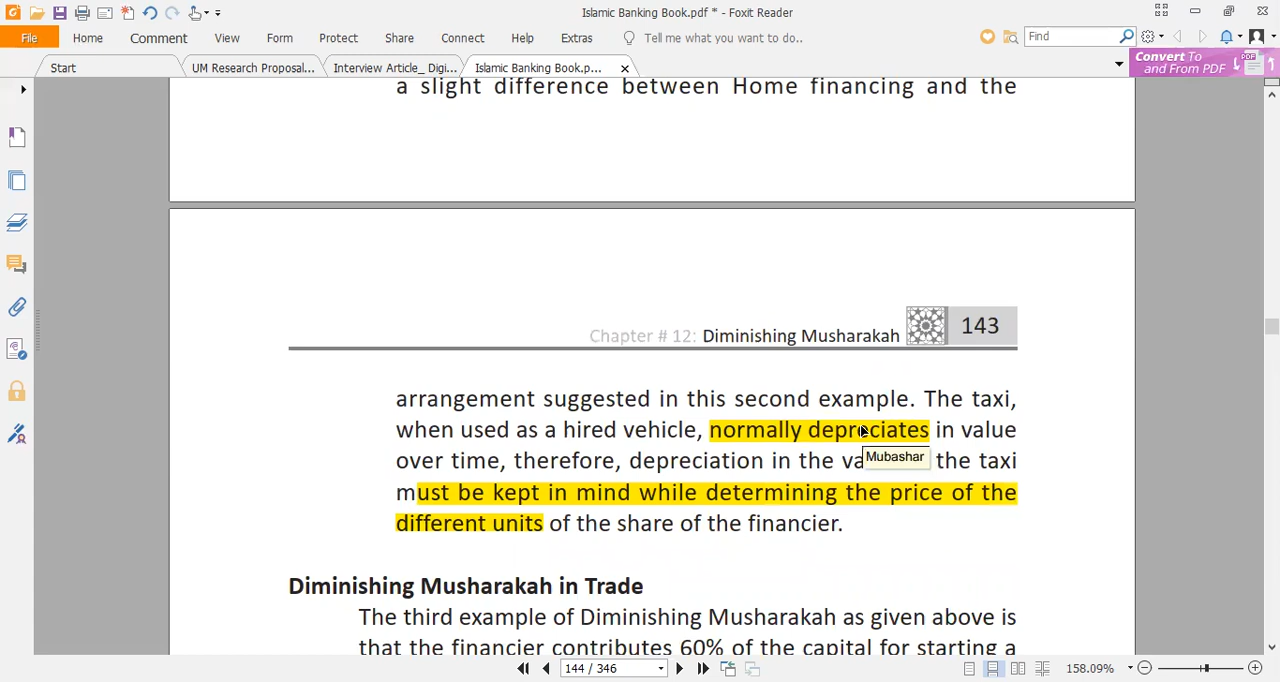 Islamic Banking Book.pdf * - Foxit Reader
File Home Comment View Form Protect Share Connect Help Extras Tell me what you want to do.. Find
Start UM Research Proposal... Interview Article_ Digi... Islamic Banking Book.p...
Convert To
and From PDF
a slight difference between Home financing and the
Chapter # 12: Diminishing Musharakah 143
arrangement suggested in this second example. The taxi,
when used as a hired vehicle, normally depreciates in value
Mubashar
over time, therefore, depreciation in the va the taxi
must be kept in mind while determining the price of the
different units of the share of the financier.
Diminishing Musharakah in Trade
The third example of Diminishing Musharakah as given above is
that the financier contributes 60% of the capital for starting a
144 / 346 158.09%